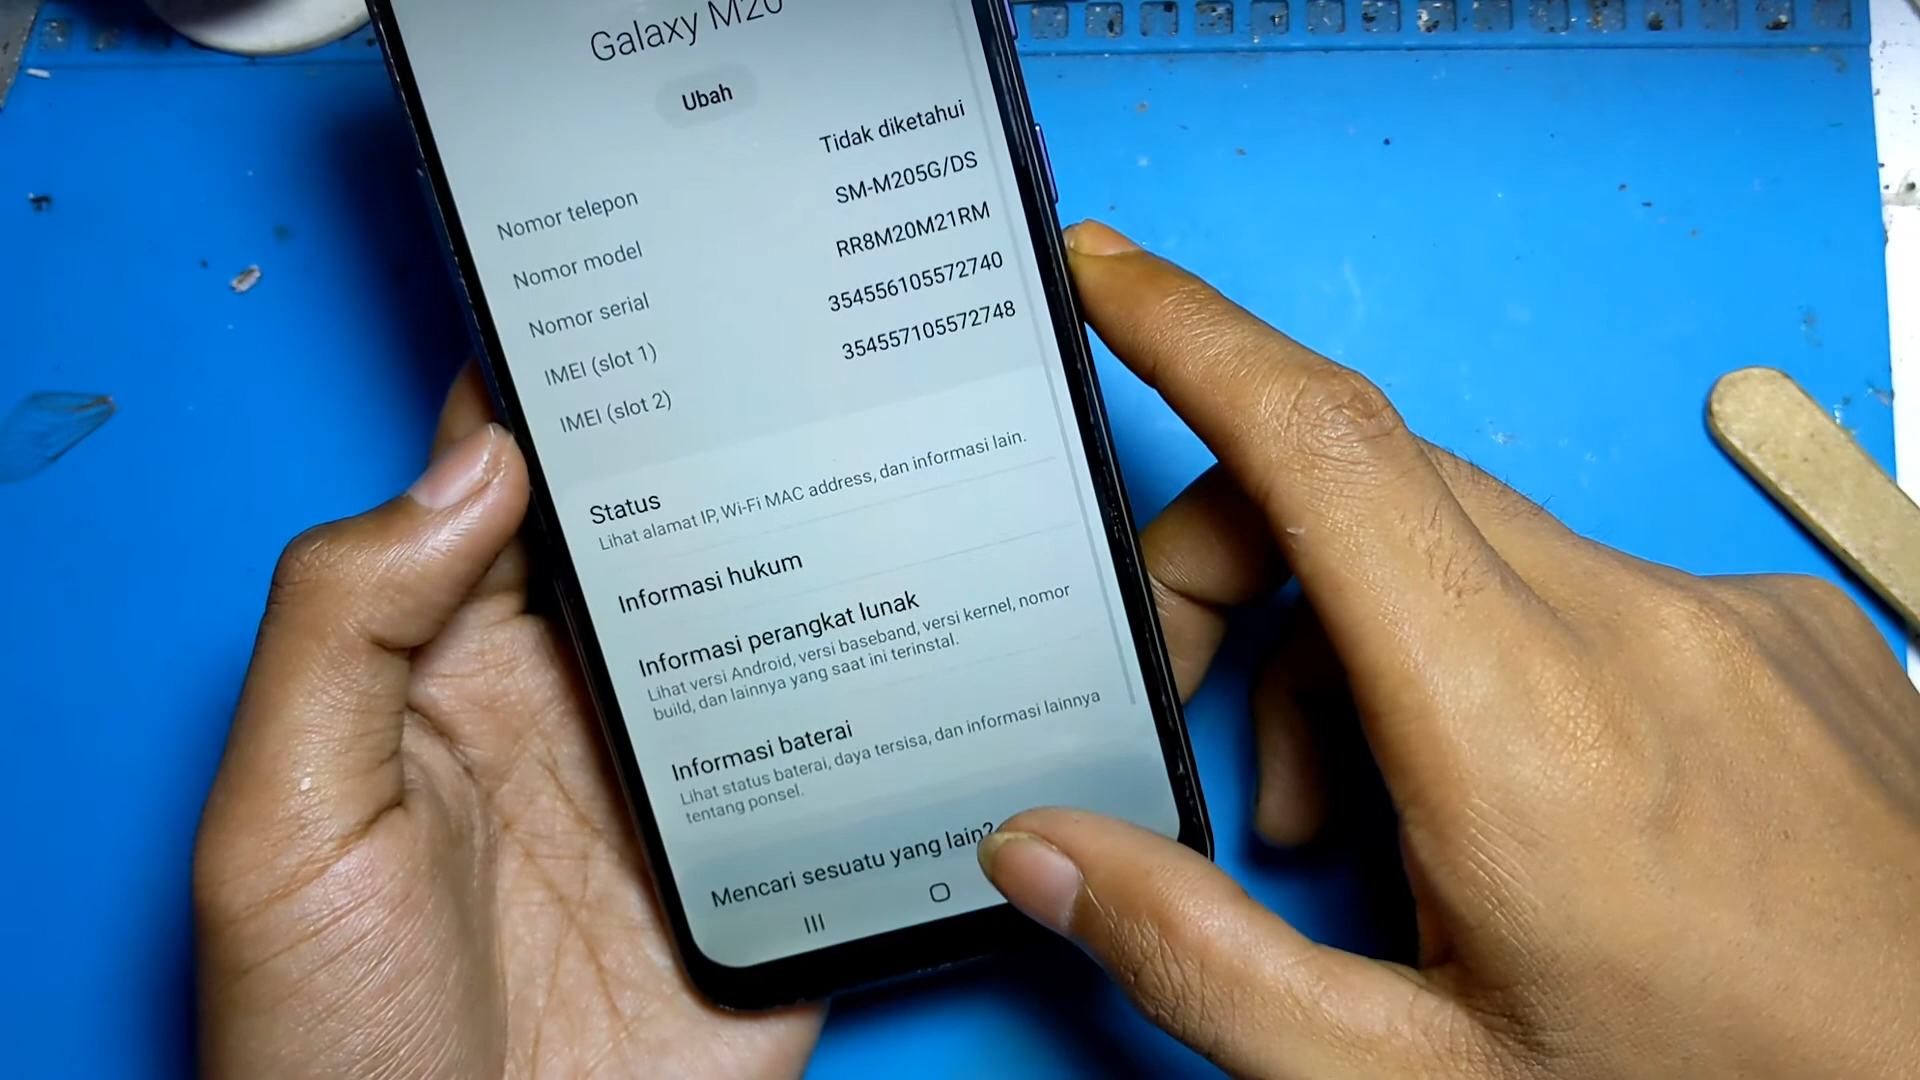 Galaxy M20
Ubah
Nomor telepon Tidak diketahui
Nomor model SM-M205G/DS
Nomor serial RR8M20M21RM
IMEI (slot 1) 354556105572740
IMEI (slot 2) 354557105572748
Status
Lihat alamat IP, Wi-Fi MAC address, dan informasi lain.
Informasi hukum
Informasi perangkat lunak
Lihat versi Android, versi baseband, versi kernel, nomor
build, dan lainnya yang saat ini terinstal.
Informasi baterai
Lihat status baterai, daya tersisa, dan informasi lainnya
tentang ponsel.
Mencari sesuatu yang lain?